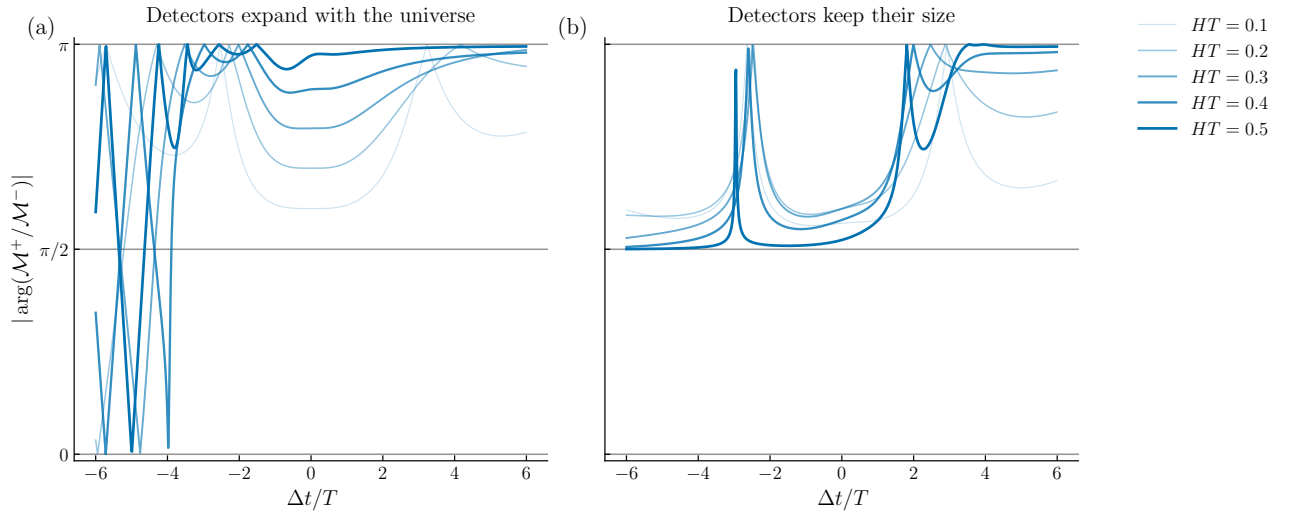 (a)
Detectors expand with the universe
π
π/2
0
| arg(ℳ⁺/ℳ⁻)|
−6 −4 −2 0 2 4 6
Δt/T
(b)
Detectors keep their size
−6 −4 −2 0 2 4 6
Δt/T
HT = 0.1
HT = 0.2
HT = 0.3
HT = 0.4
HT = 0.5